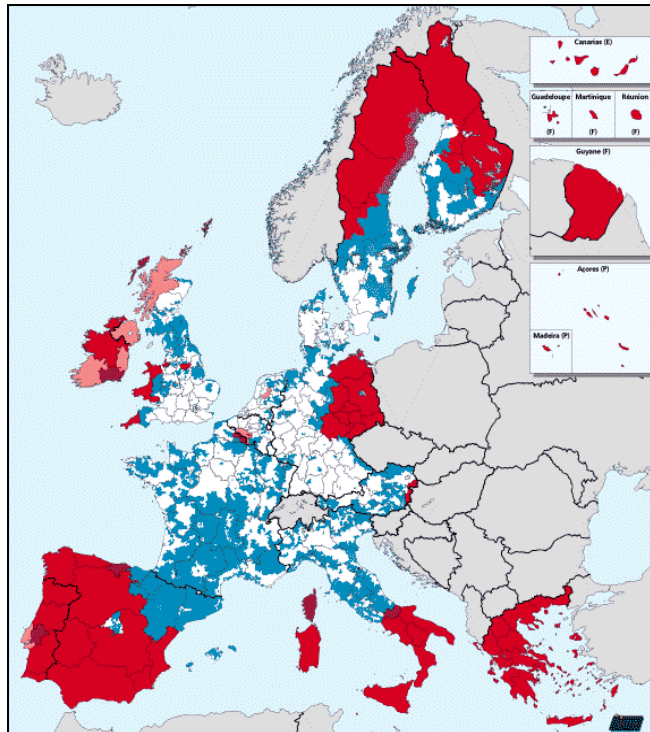 Canarias (E)
Guadeloupe Martinique Réunion
(F) (F) (F)
Guyane (F)
Açores (P)
Madeira (P)